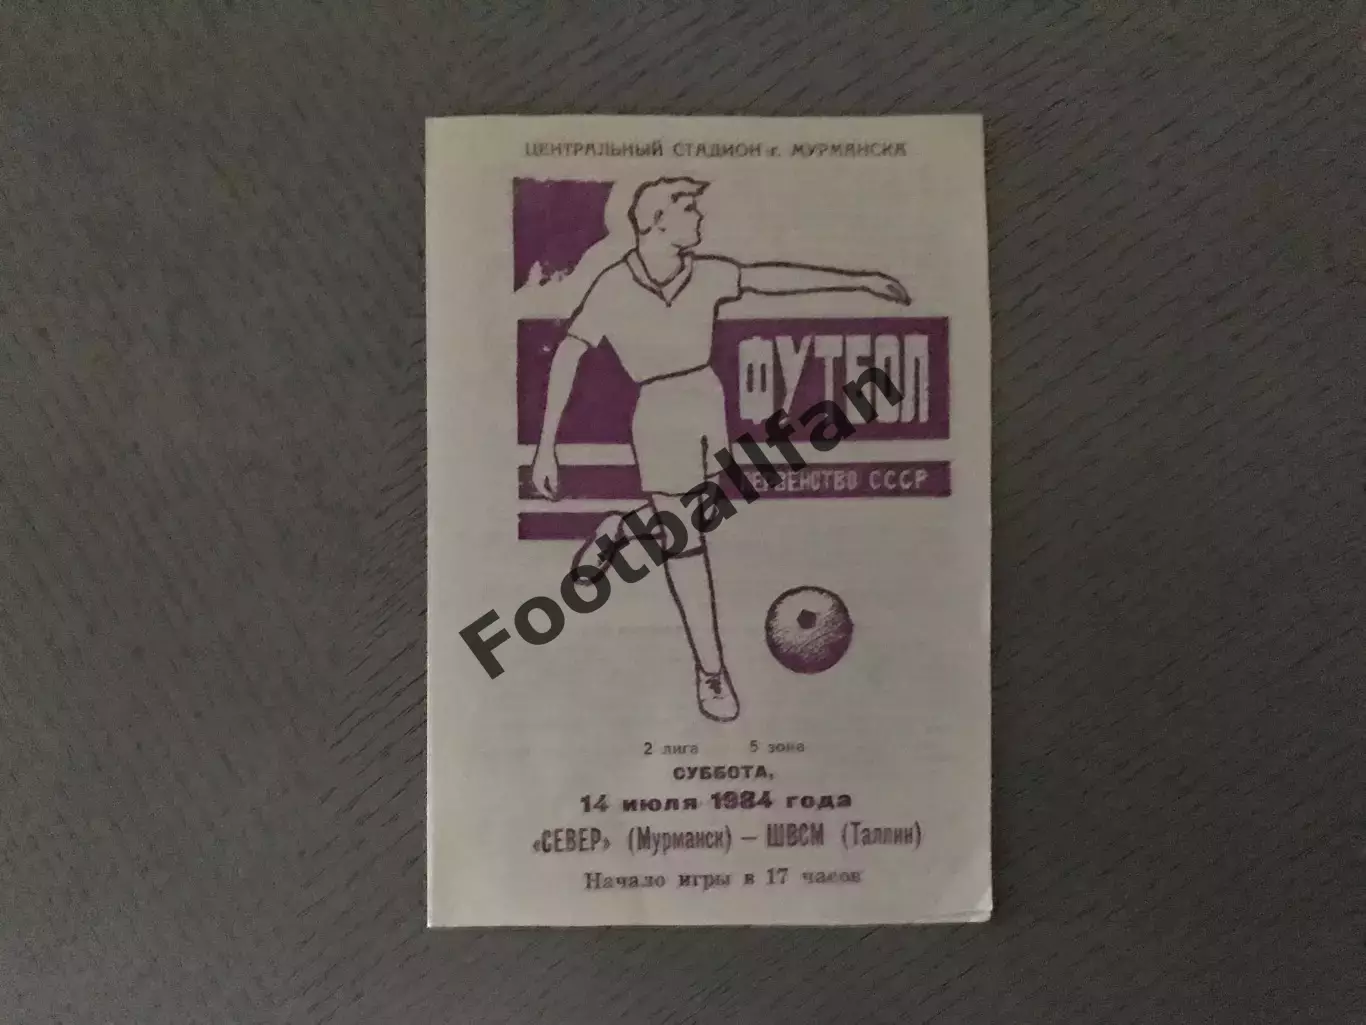 ЦЕНТРАЛЬНЫЙ СТАДИОН г. МУРМАНСКА
ФУТБОЛ
ПЕРВЕНСТВО СССР
Footballfan
2 лига 5 зона
СУББОТА,
14 июля 1984 года
«СЕВЕР» (Мурманск) — ШВСМ (Таллин)
Начало игры в 17 часов